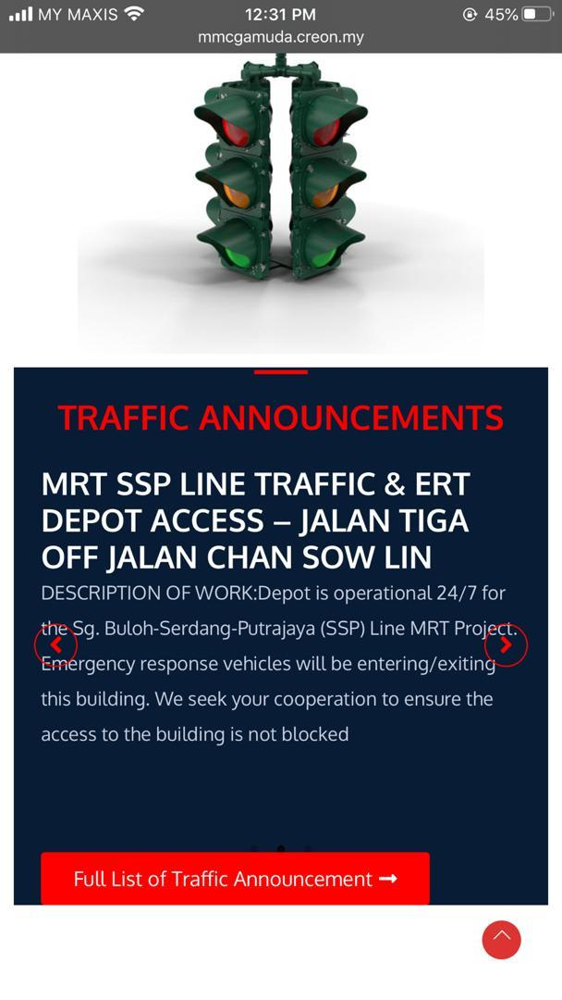 MY MAXIS 12:31 PM 45%
mmcgamuda.creon.my
TRAFFIC ANNOUNCEMENTS
MRT SSP LINE TRAFFIC & ERT
DEPOT ACCESS – JALAN TIGA
OFF JALAN CHAN SOW LIN
DESCRIPTION OF WORK:Depot is operational 24/7 for
the Sg. Buloh-Serdang-Putrajaya (SSP) Line MRT Project.
Emergency response vehicles will be entering/exiting
this building. We seek your cooperation to ensure the
access to the building is not blocked
Full List of Traffic Announcement →